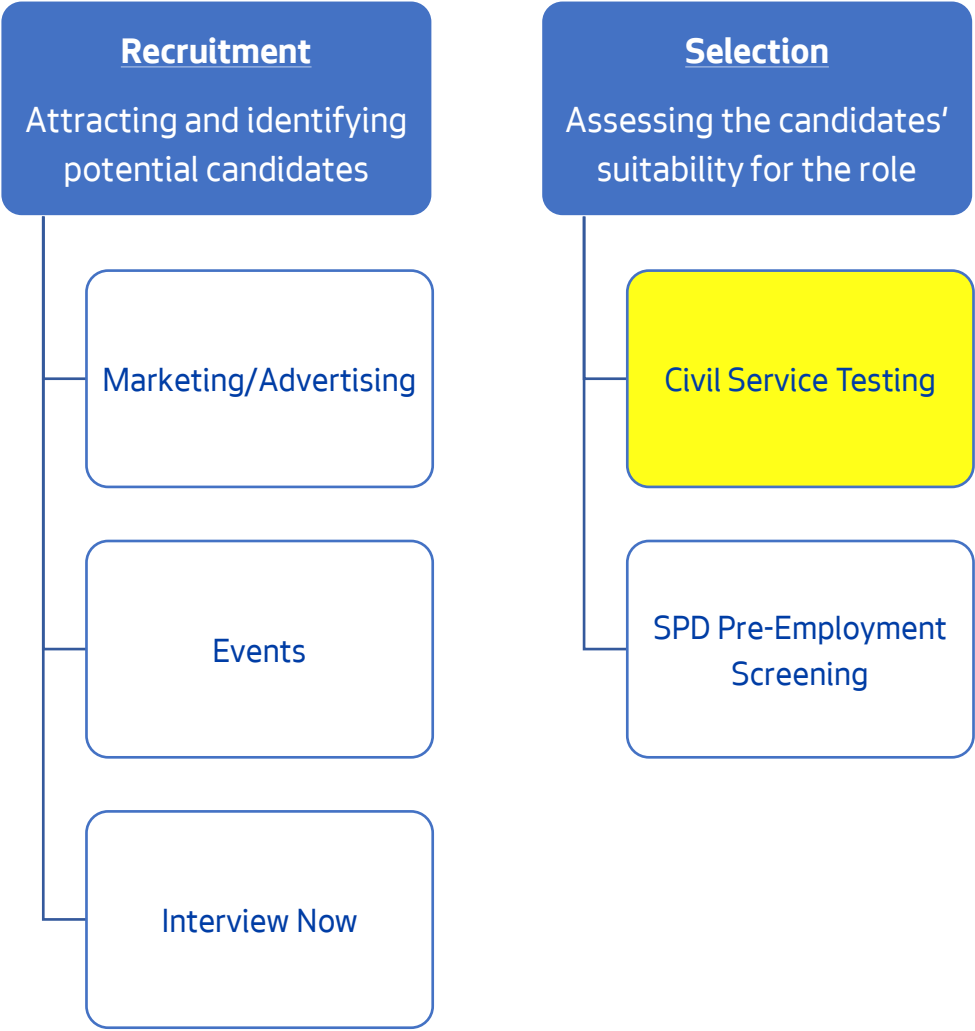 Recruitment
Attracting and identifying
potential candidates
Marketing/Advertising
Events
Interview Now
Selection
Assessing the candidates’
suitability for the role
Civil Service Testing
SPD Pre-Employment
Screening